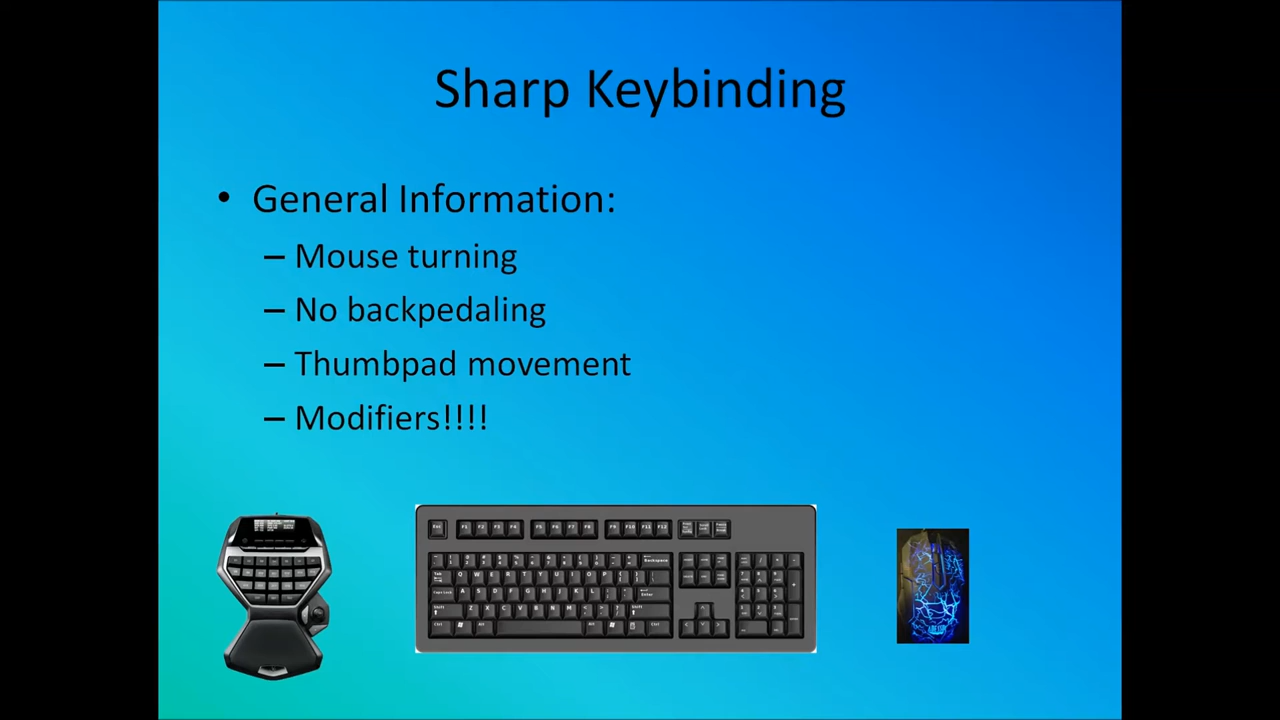 Sharp Keybinding
• General Information:
– Mouse turning
– No backpedaling
– Thumbpad movement
– Modifiers!!!!